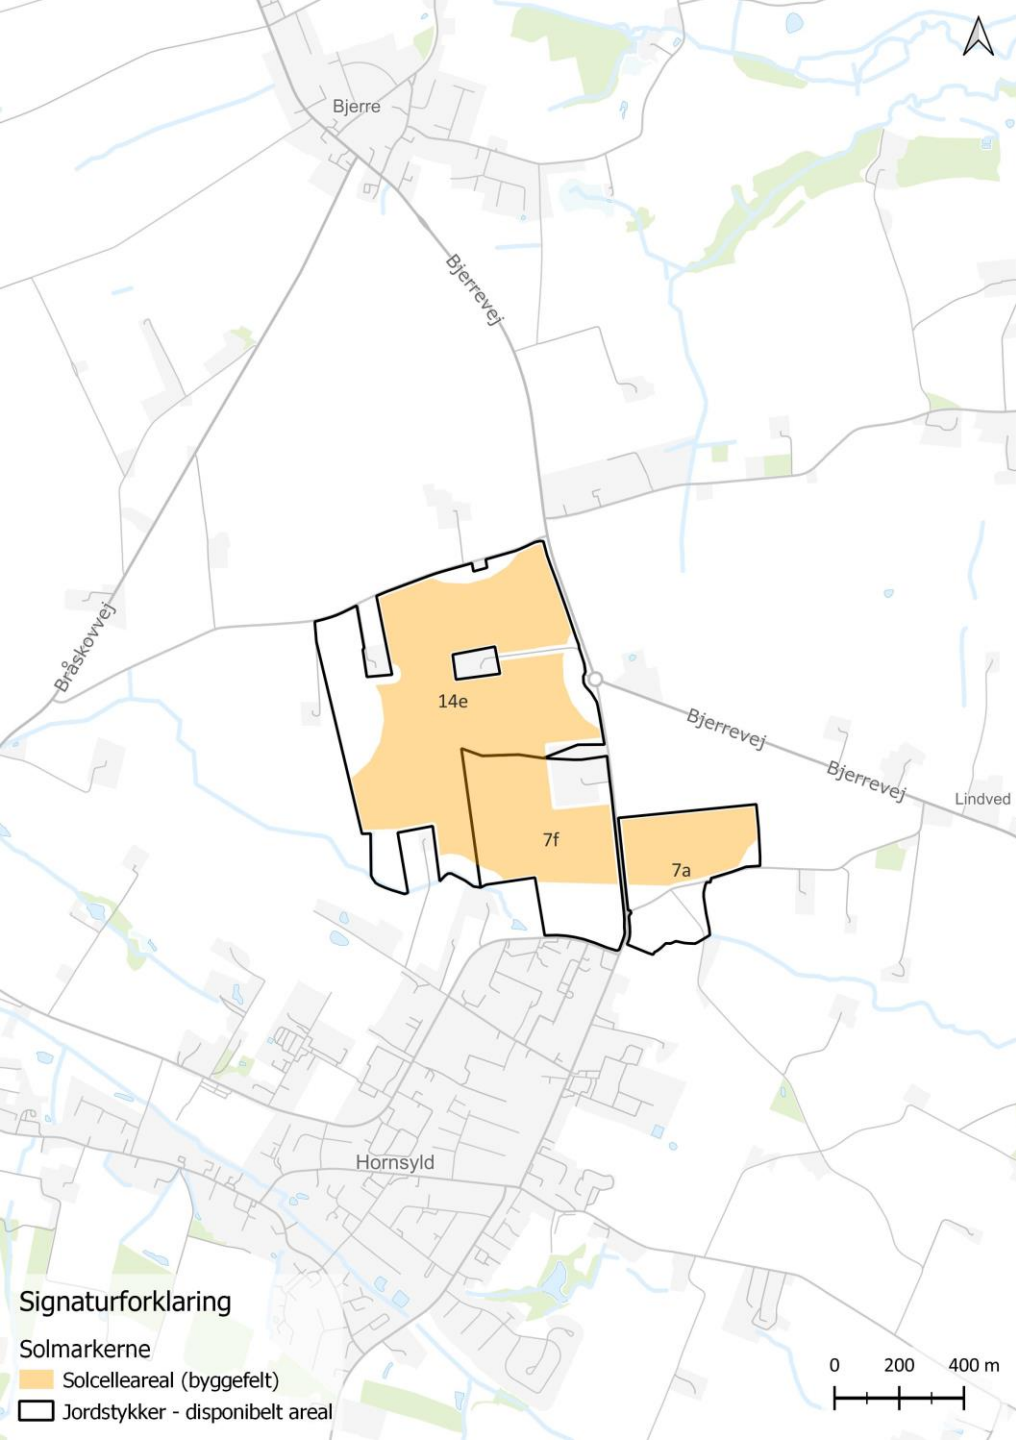 Bjerre
Bjerrevej
Bråskovvej
14e
Bjerrevej
Bjerrevej
Lindved
7f
7a
Hornsyld
Signaturforklaring
Solmarkerne
Solcelleareal (byggefelt)
Jordstykker - disponibelt areal
0 200 400 m